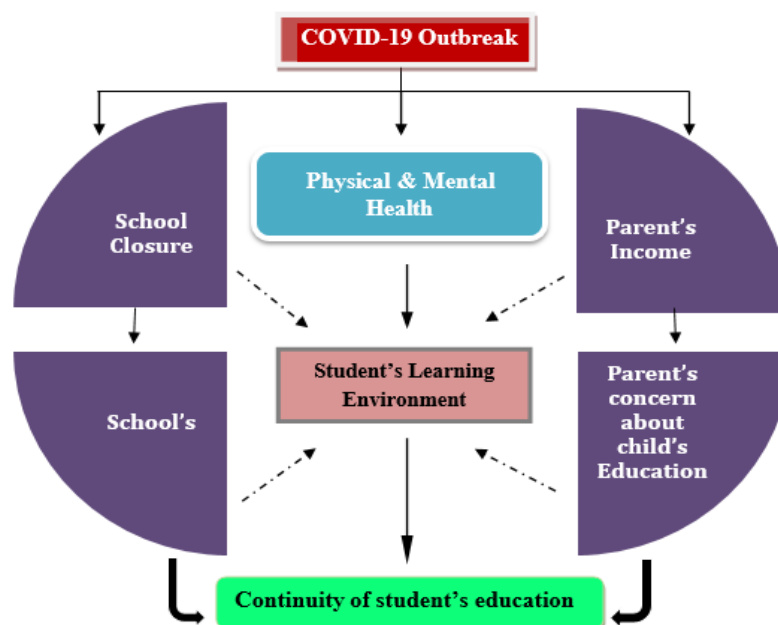 COVID-19 Outbreak
Physical & Mental
Health
School
Closure
Parent's
Income
Student's Learning
Environment
School's
Parent's
concern
about
child's
Education
Continuity of student's education